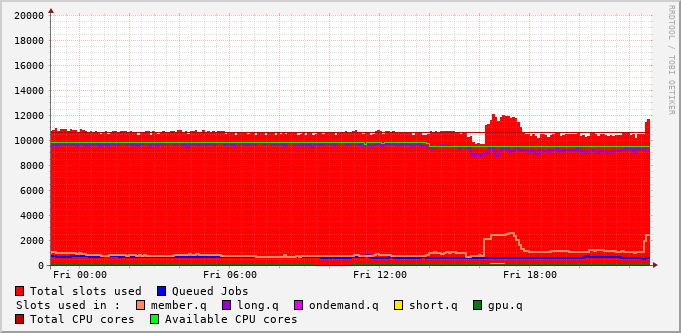 20000
18000
16000
14000
12000
10000
8000
6000
4000
2000
0
Fri 00:00 Fri 06:00 Fri 12:00 Fri 18:00
RRDTOOL / TOBI OETIKER
Total slots used Queued Jobs
Slots used in : member.q long.q ondemand.q short.q gpu.q
Total CPU cores Available CPU cores